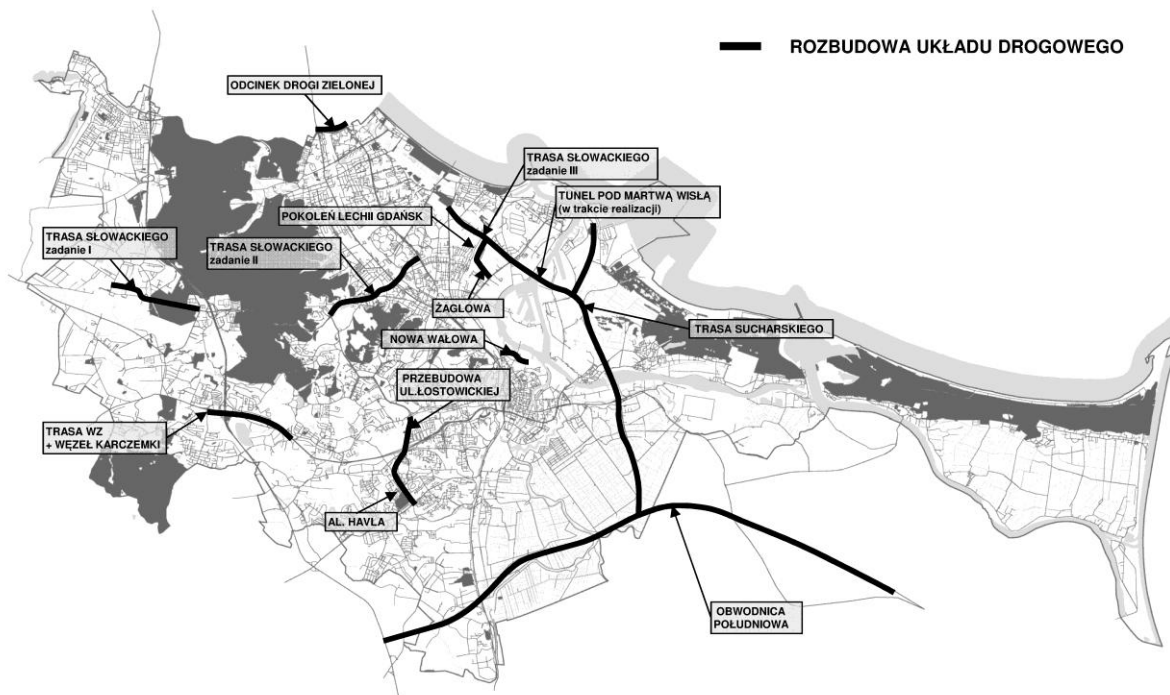 ROZBUDOWA UKŁADU DROGOWEGO
ODCINEK DROGI ZIELONEJ
TRASA SŁOWACKIEGO
zadanie III
TUNEL POD MARTWĄ WISŁĄ
(w trakcie realizacji)
POKOLEŃ LECHII GDAŃSK
TRASA SŁOWACKIEGO
zadanie I
TRASA SŁOWACKIEGO
zadanie II
ŻAGLOWA
TRASA SUCHARSKIEGO
NOWA WAŁOWA
PRZEBUDOWA
UL.ŁOSTOWICKIEJ
TRASA WZ
+ WĘZEŁ KARCZEMKI
AL. HAVLA
OBWODNICA
POŁUDNIOWA